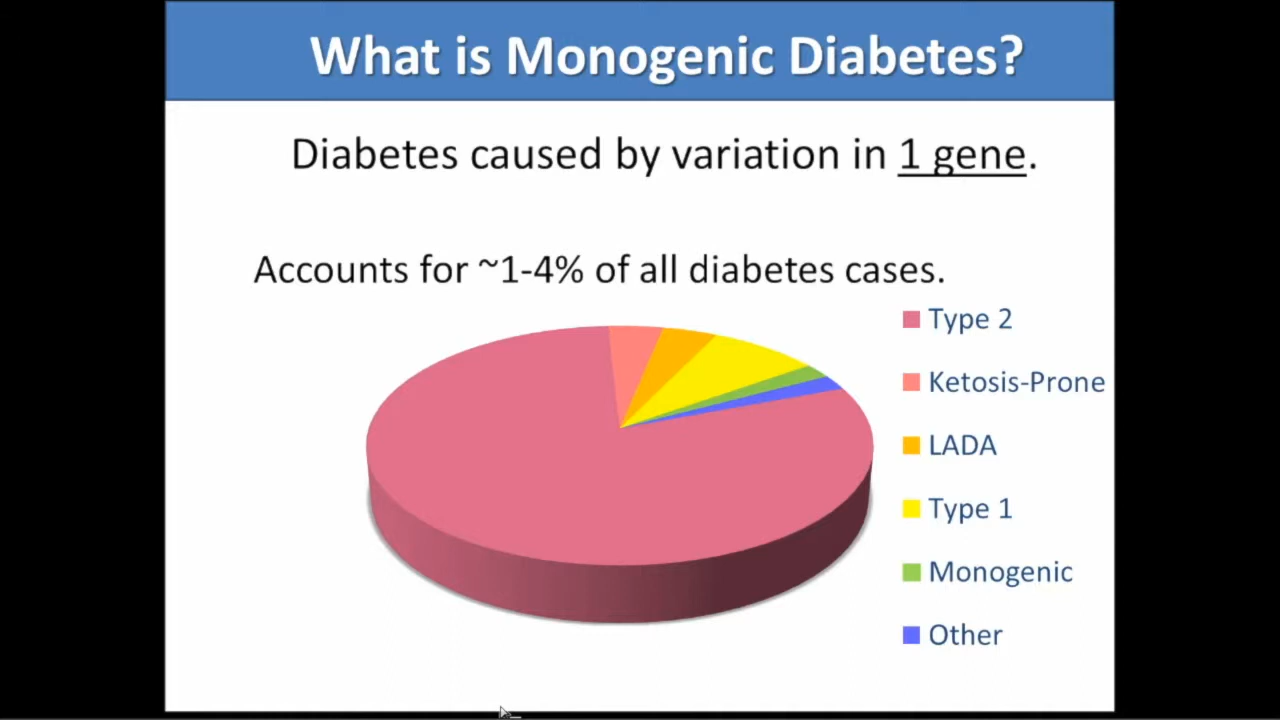 What is Monogenic Diabetes?
Diabetes caused by variation in 1 gene.
Accounts for ~1-4% of all diabetes cases.
Type 2
Ketosis-Prone
LADA
Type 1
Monogenic
Other